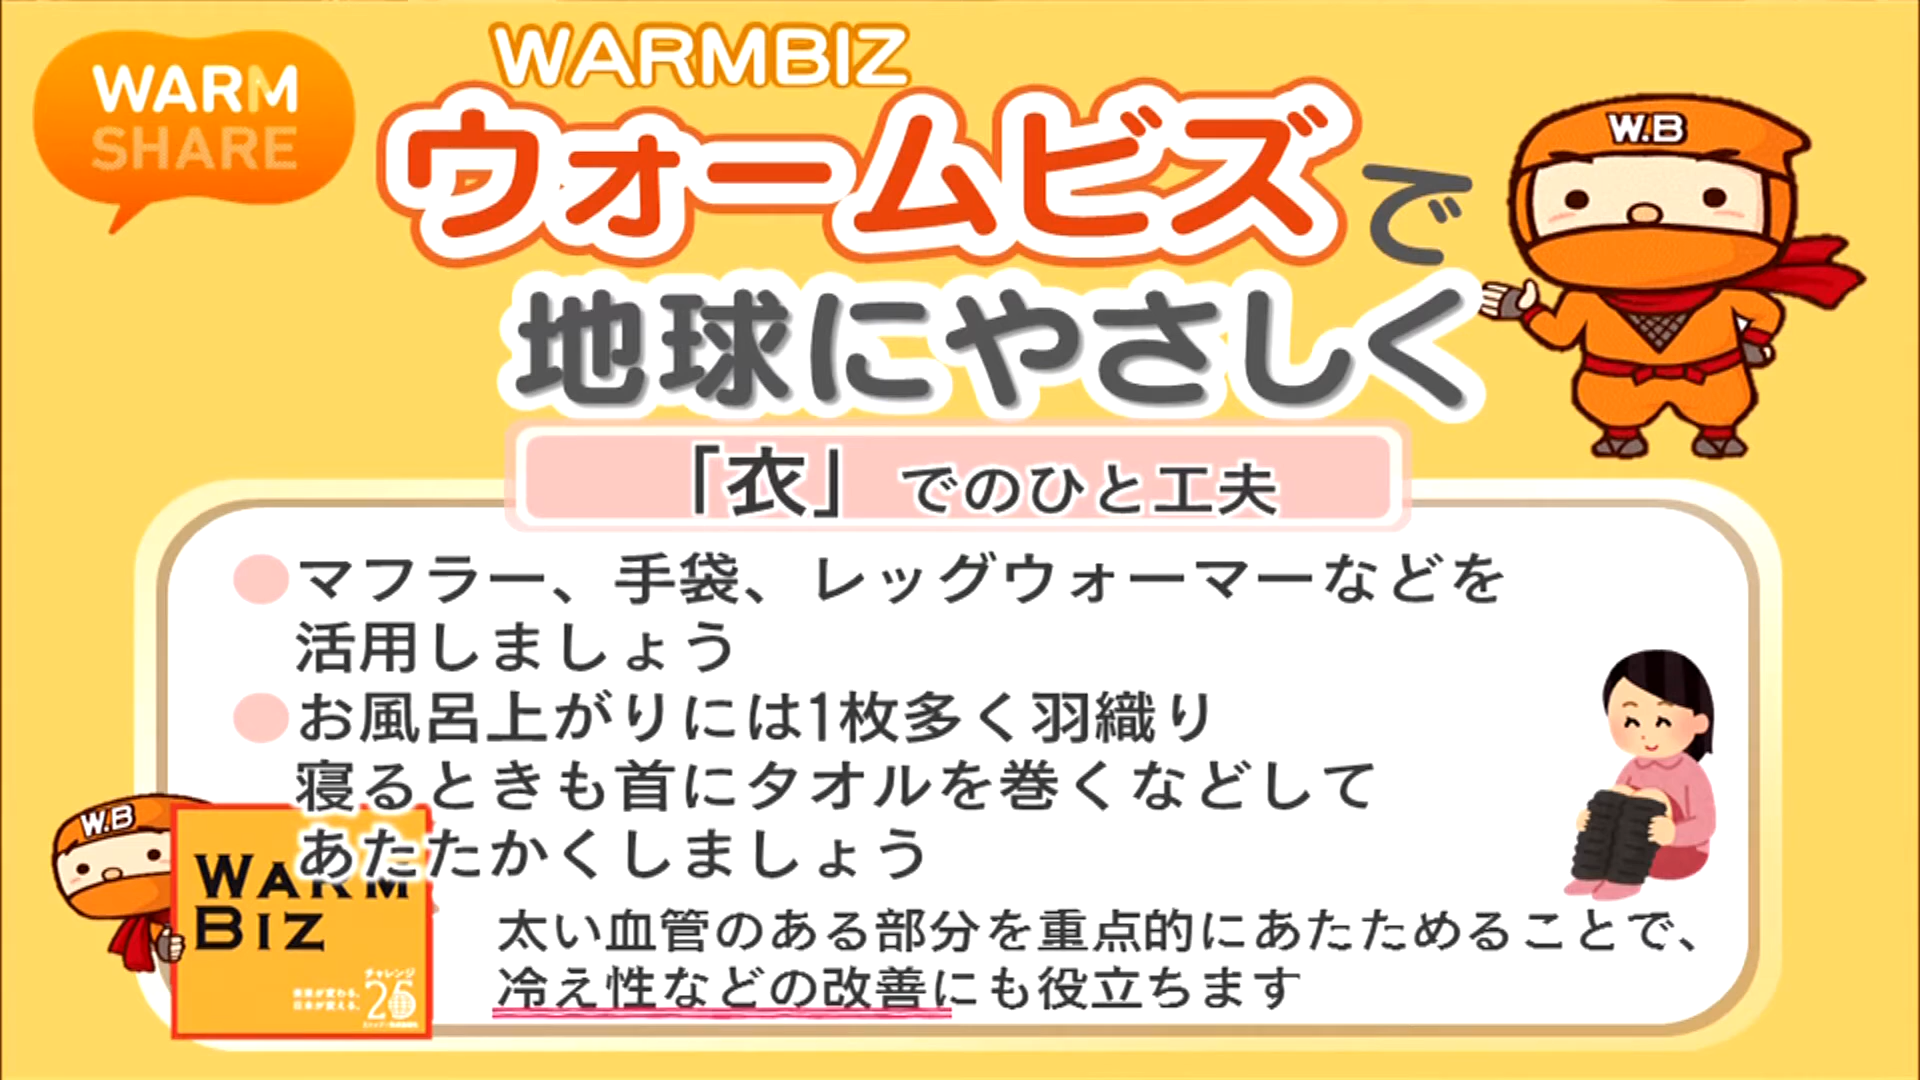 WARM
SHARE
WARMBIZ
ウォームビズで
地球にやさしく
W.B
「衣」でのひと工夫
●マフラー、手袋、レッグウォーマーなどを
活用しましょう
●お風呂上がりには1枚多く羽織り
寝るときも首にタオルを巻くなどして
あたたかくしましょう
太い血管のある部分を重点的にあたためることで、
冷え性などの改善にも役立ちます
W.B
WARM
BIZ
チャレンジ
26